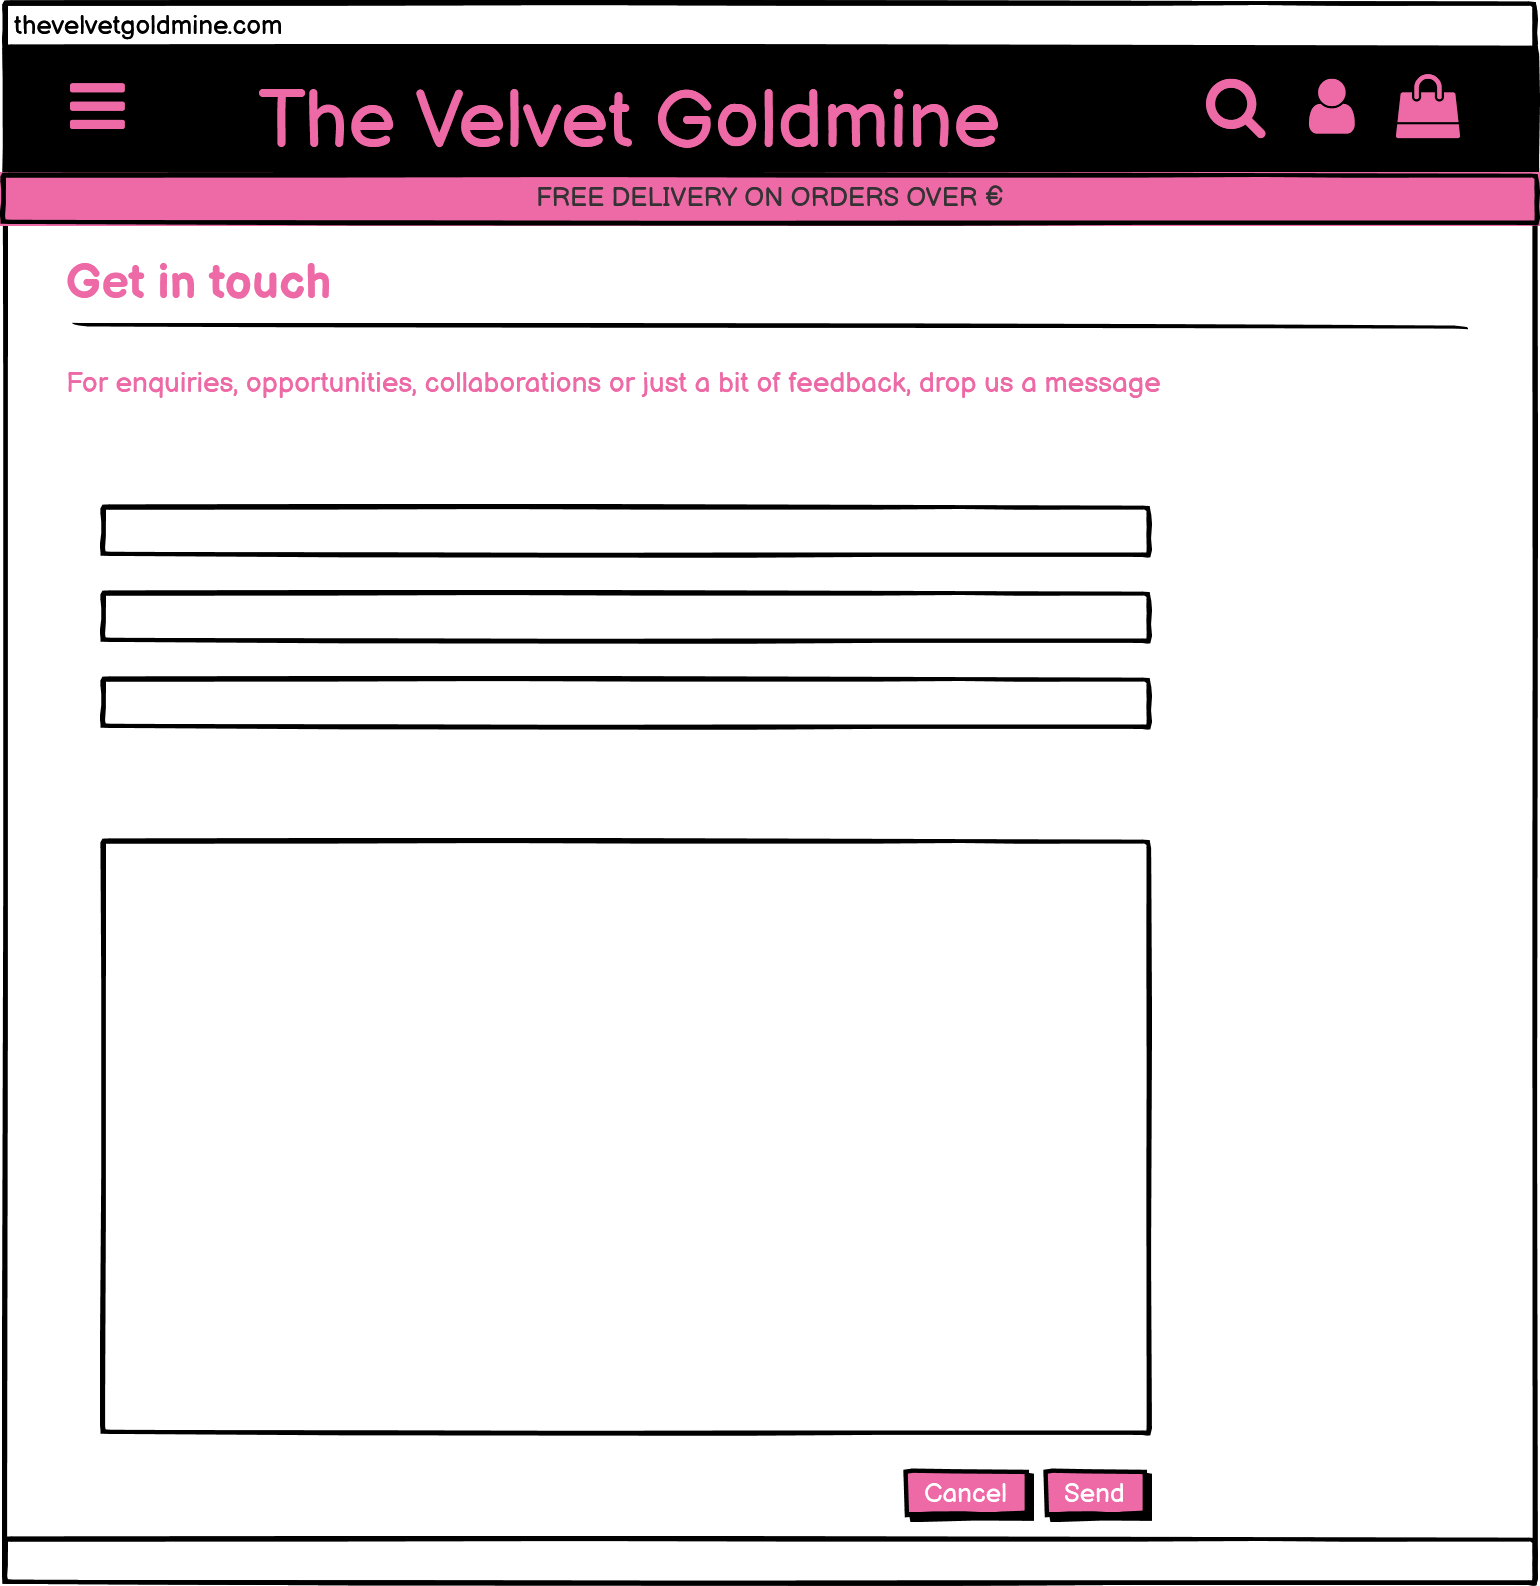 thevelvetgoldmine.com
The Velvet Goldmine
FREE DELIVERY ON ORDERS OVER €
Get in touch
For enquiries, opportunities, collaborations or just a bit of feedback, drop us a message
Cancel Send